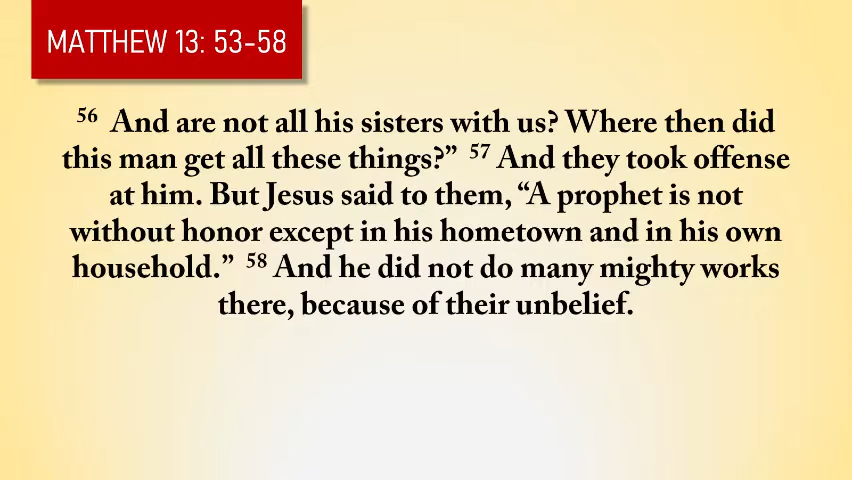 MATTHEW 13: 53-58
56 And are not all his sisters with us? Where then did
this man get all these things?” 57 And they took offense
at him. But Jesus said to them, “A prophet is not
without honor except in his hometown and in his own
household.” 58 And he did not do many mighty works
there, because of their unbelief.